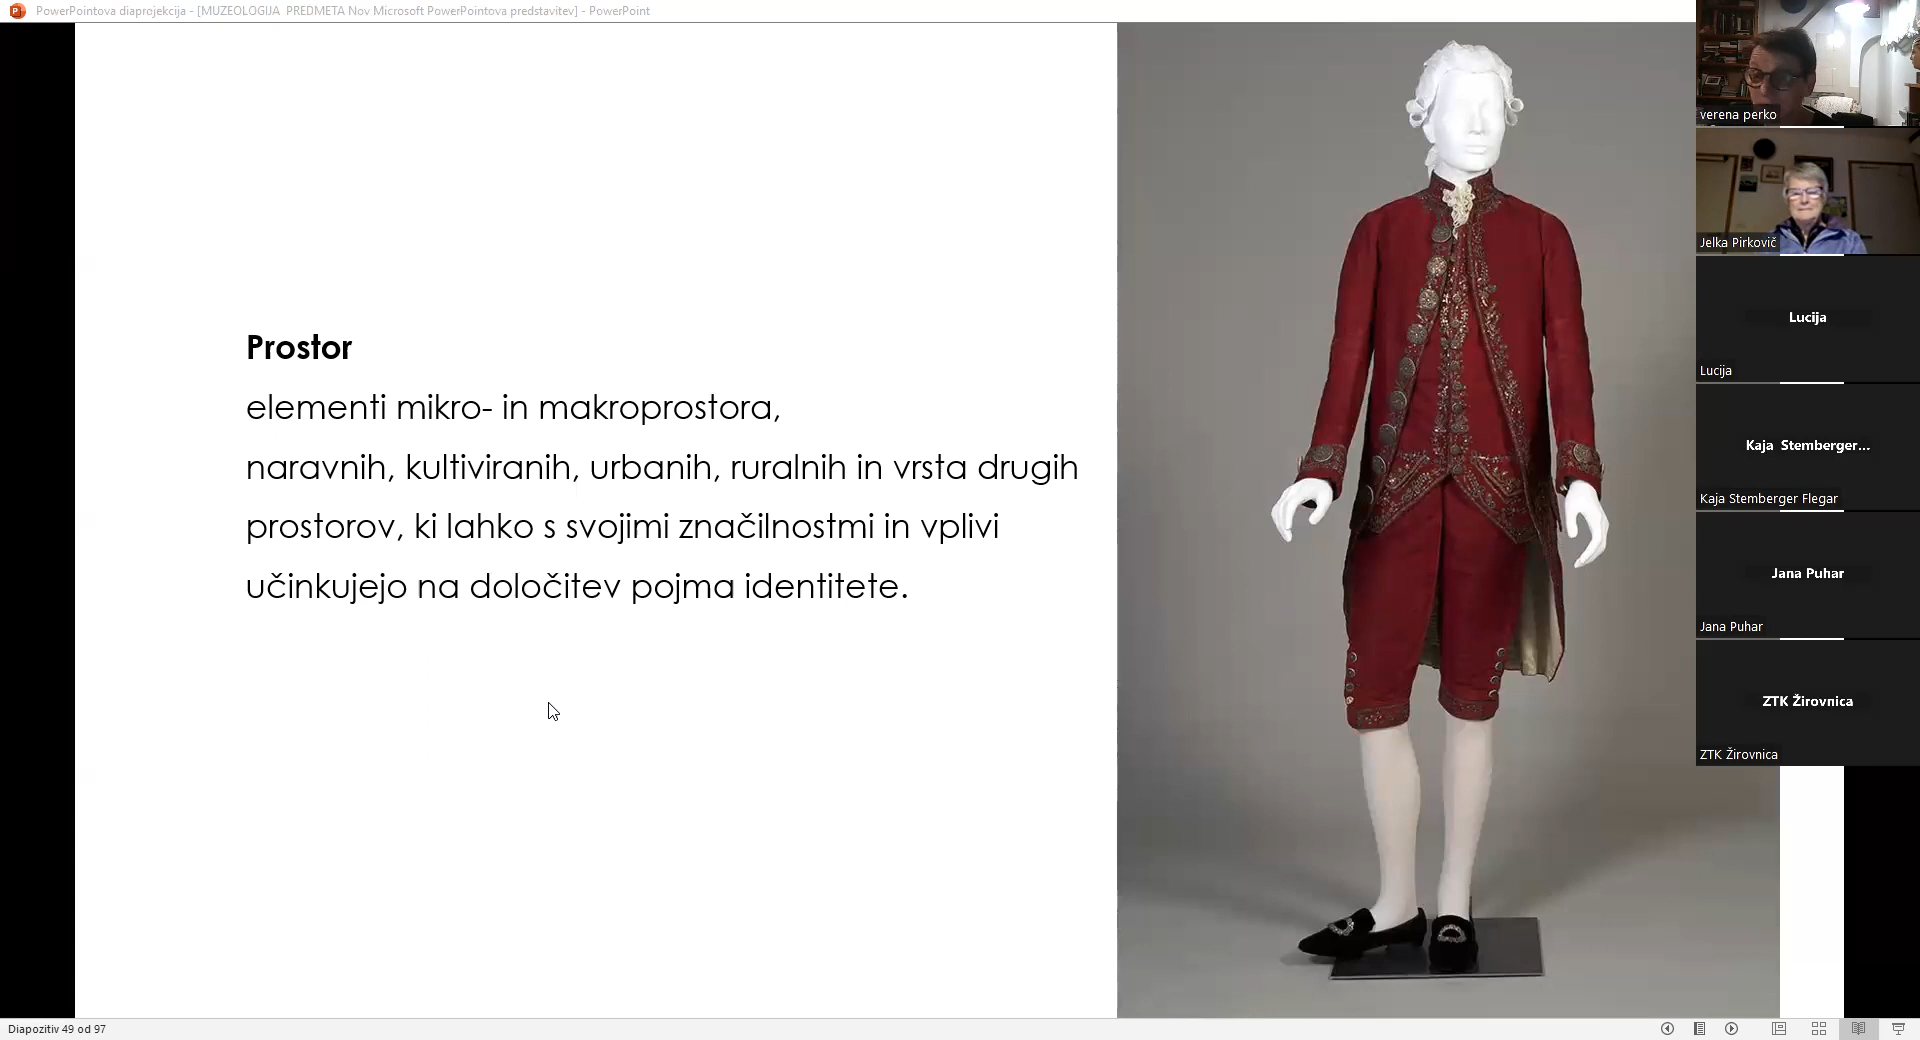 PowerPointova diaprojekcija - [MUZEOLOGIJA  PREDMETA Nov Microsoft PowerPointova predstavitev] - PowerPoint
Prostor
elementi mikro- in makroprostora,
naravnih, kultiviranih, urbanih, ruralnih in vrsta drugih
prostorov, ki lahko s svojimi značilnostmi in vplivi
učinkujejo na določitev pojma identitete.
verena perko
Jelka Pirkovič
Lucija
Lucija
Kaja Stemberger...
Kaja Stemberger Flegar
Jana Puhar
Jana Puhar
ZTK Žirovnica
ZTK Žirovnica
Diapozitiv 49 od 97